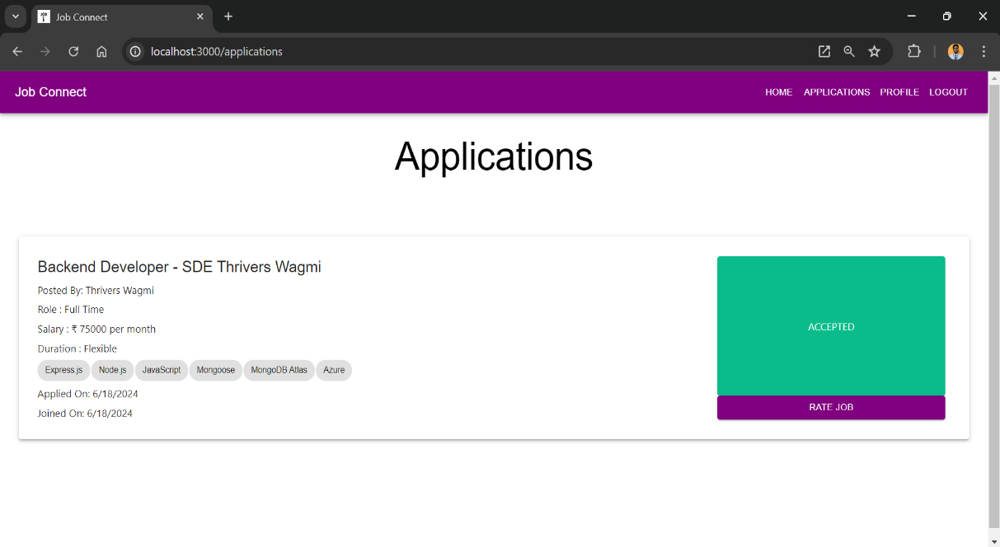 Job Connect
localhost:3000/applications
Job Connect
HOME APPLICATIONS PROFILE LOGOUT
Applications
Backend Developer - SDE Thrivers Wagmi
Posted By: Thrivers Wagmi
Role : Full Time
Salary : ₹ 75000 per month
Duration : Flexible
Express.js Node.js JavaScript Mongoose MongoDB Atlas Azure
Applied On: 6/18/2024
Joined On: 6/18/2024
ACCEPTED
RATE JOB